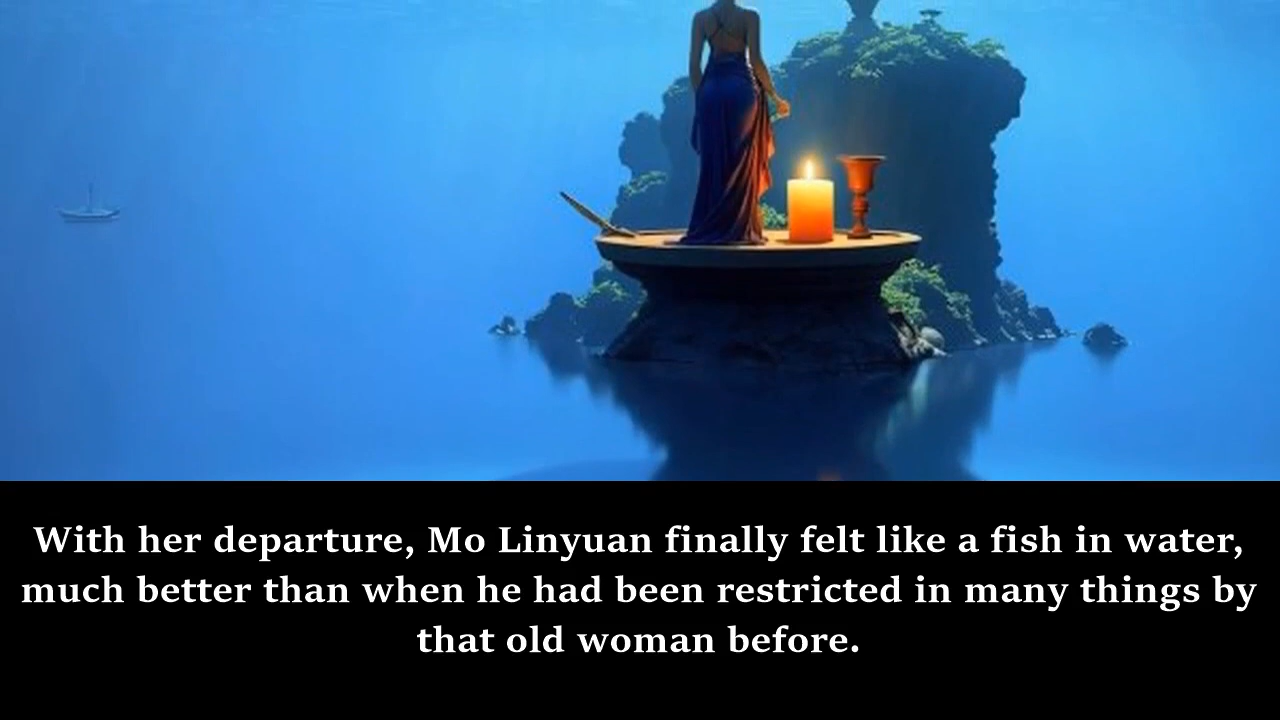 With her departure, Mo Linyuan finally felt like a fish in water,
much better than when he had been restricted in many things by
that old woman before.